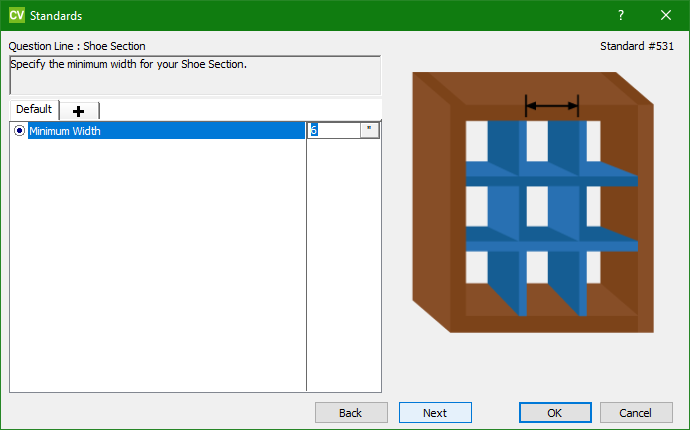 CV Standards ?
Question Line : Shoe Section Standard #531
Specify the minimum width for your Shoe Section.
Default
Minimum Width 6 "
Back Next OK Cancel